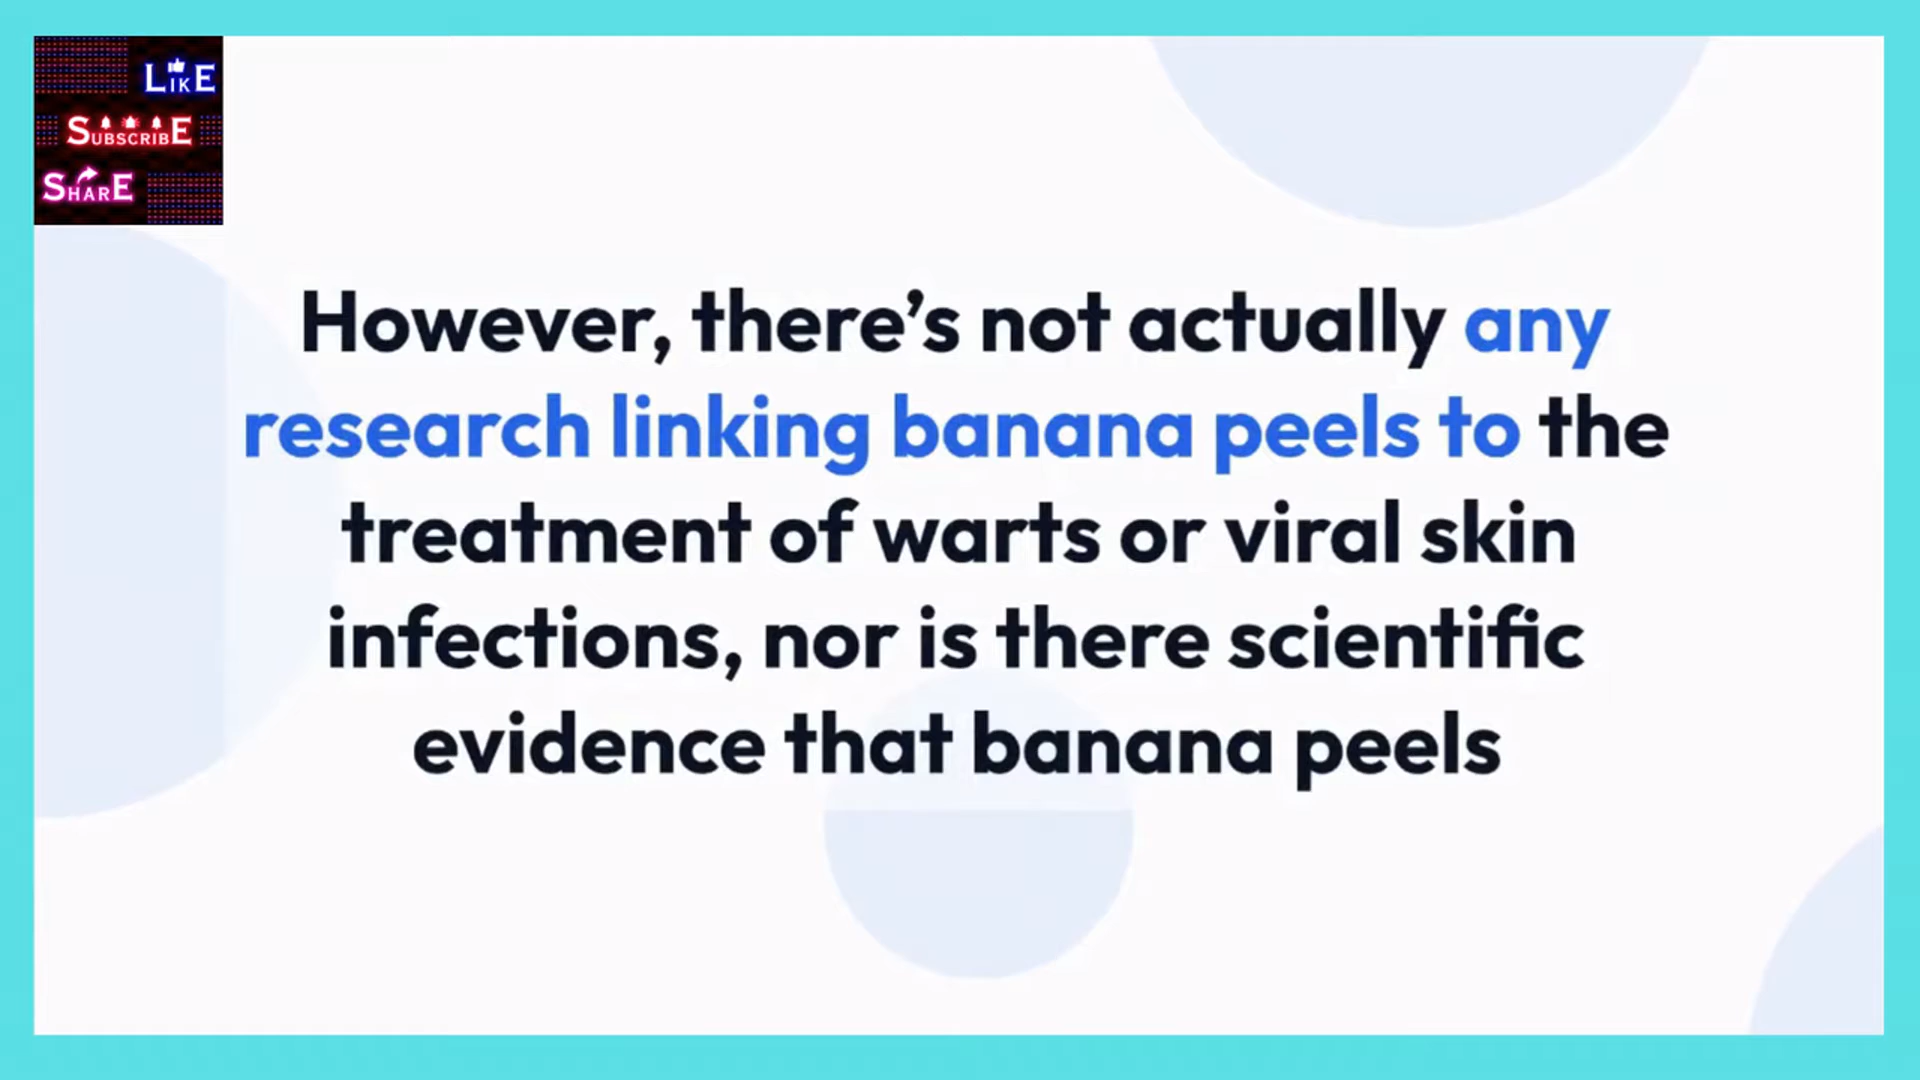 LIKE
SUBSCRIBE
SHARE
However, there’s not actually any
research linking banana peels to the
treatment of warts or viral skin
infections, nor is there scientific
evidence that banana peels